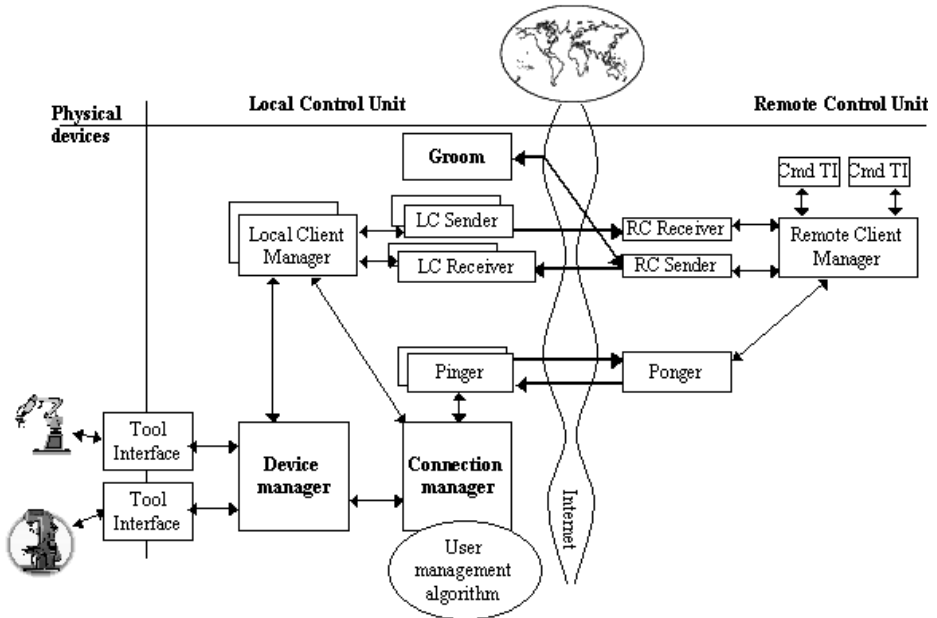 Local Control Unit
Remote Control Unit
Physical
devices
Groom
Cmd TI
Cmd TI
LC Sender
Local Client
Manager
RC Receiver
Remote Client
Manager
LC Receiver
RC Sender
Pinger
Ponger
Tool
Interface
Device
manager
Connection
manager
Tool
Interface
Internet
User
management
algorithm